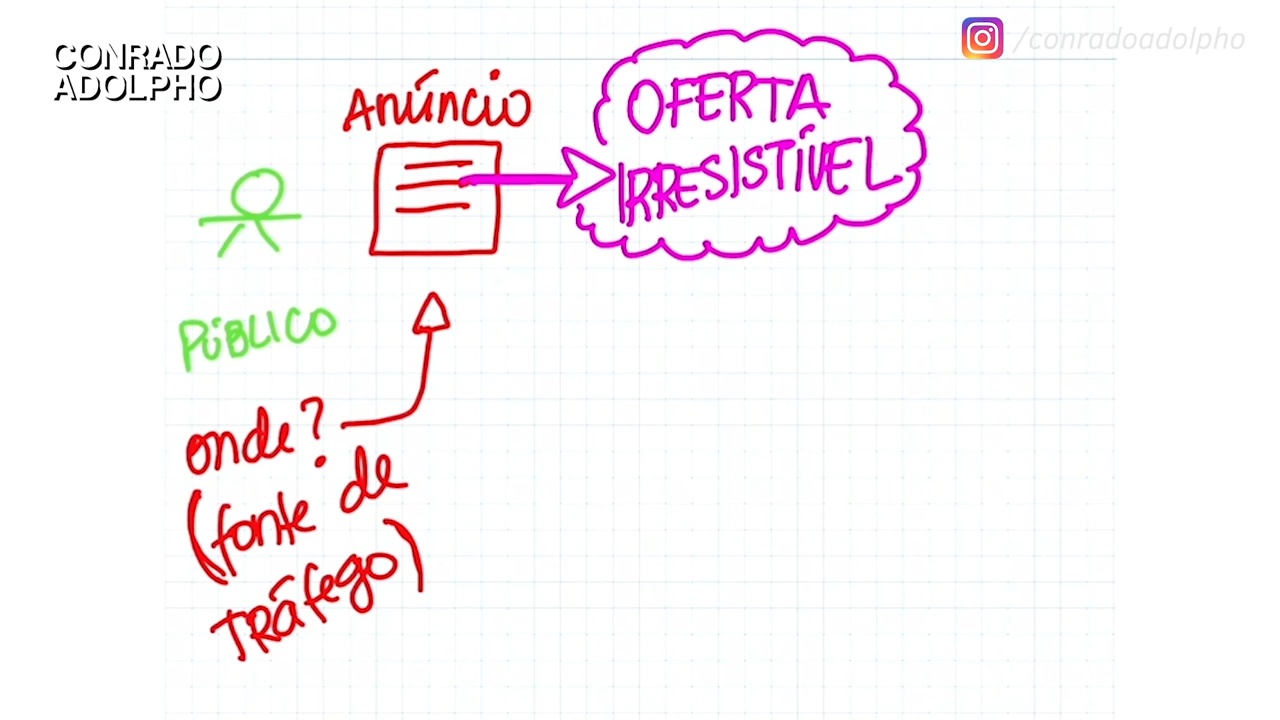 CONRADO
ADOLPHO
/conradoadolpho
Anúncio
OFERTA
IRRESISTÍVEL
PÚBLICO
onde?
(fonte de
TRáfego)